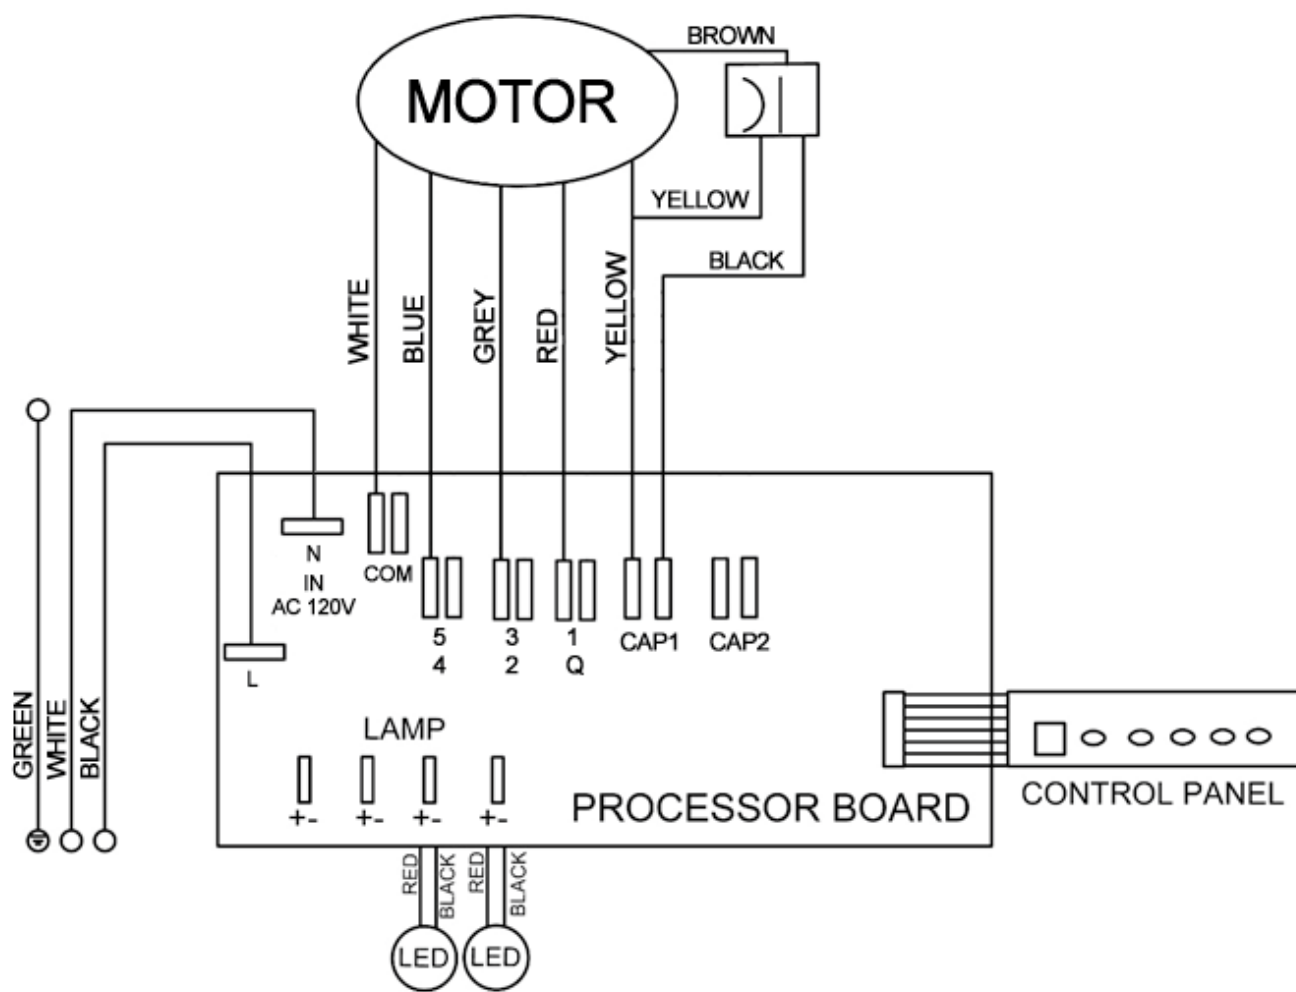 BROWN
MOTOR
YELLOW
BLACK
WHITE
BLUE
GREY
RED
YELLOW
N
IN
AC 120V
COM
5
4
3
2
1
Q
CAP1
CAP2
L
GREEN
WHITE
BLACK
LAMP
+-
+-
+-
+-
PROCESSOR BOARD
CONTROL PANEL
RED
BLACK
RED
BLACK
LED
LED